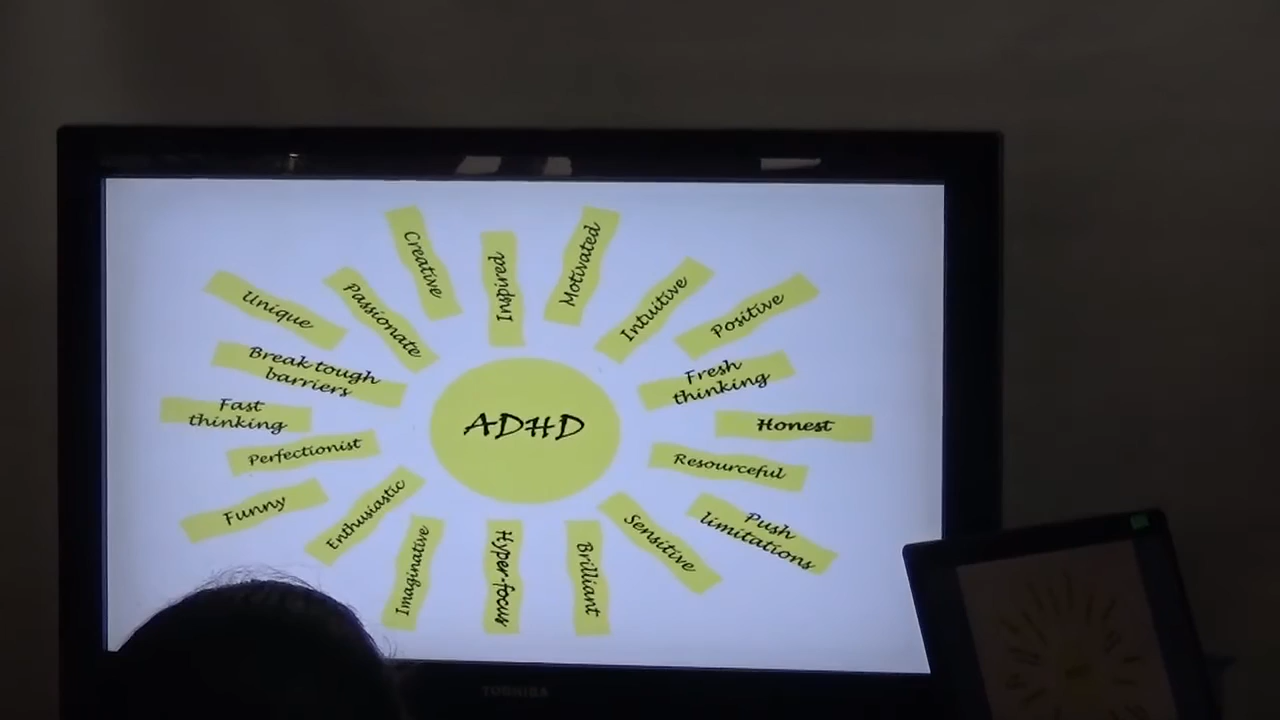 Creative
Inspired
Motivated
Unique
Passionate
Intuitive
Positive
Break tough
barriers
Fresh
thinking
Fast
thinking
ADHD
Honest
Perfectionist
Resourceful
Funny
Enthusiastic
Sensitive
Push
limitations
Imaginative
Hyper-focus
Brilliant
TOSHIBA